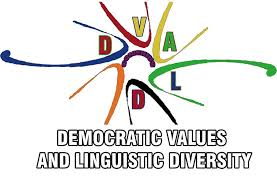 D V A L D
DEMOCRATIC VALUES
AND LINGUISTIC DIVERSITY